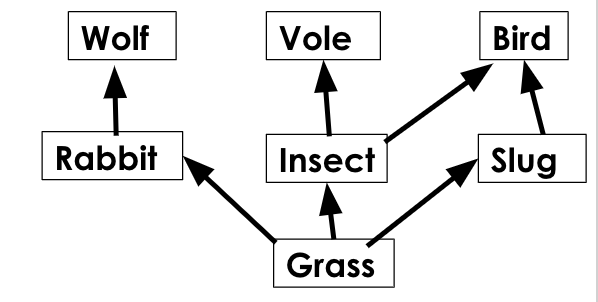 Wolf
Vole
Bird
Rabbit
Insect
Slug
Grass